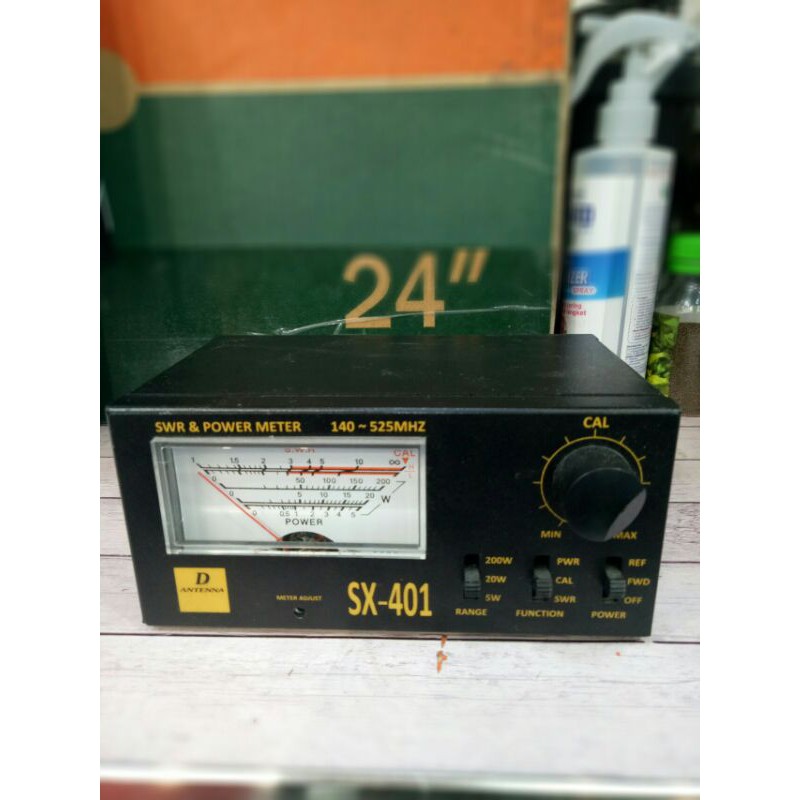 24"
SWR & POWER METER 140 ~ 525MHZ
CAL
S.W.R
CAL
1 1.5 2 3 4 5 10 ∞
0 50 100 150 200
0 5 10 15 20 W
0 0.5 1 2 3 4 5
POWER
MIN MAX
200W PWR REF
20W CAL FWD
5W SWR OFF
RANGE FUNCTION POWER
D
ANTENNA
METER ADJUST
SX-401
SPRAY